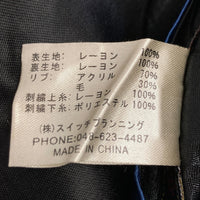 表生地: レーヨン 100%
裏生地: レーヨン 100%
リブ: アクリル 70%
毛 30%
刺繍上糸: レーヨン 100%
刺繍下糸: ポリエステル 100%
(株)スイッチプランニング
PHONE:048-623-4487
MADE IN CHINA